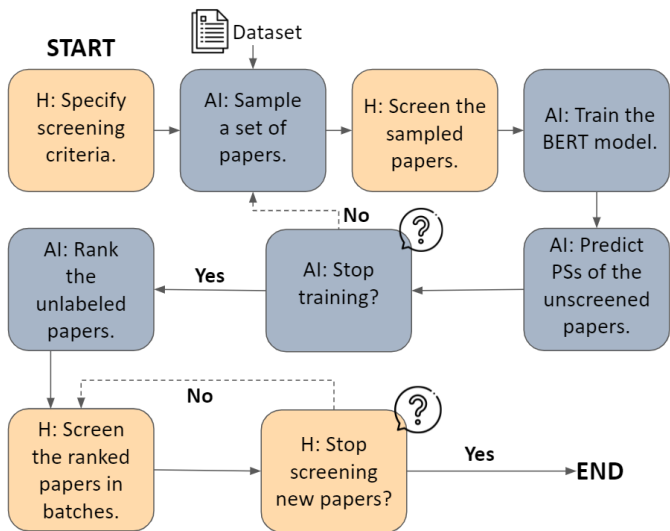 START
Dataset
H: Specify
screening
criteria.
AI: Sample
a set of
papers.
H: Screen the
sampled
papers.
AI: Train the
BERT model.
No
?
AI: Rank
the
unlabeled
papers.
Yes
AI: Stop
training?
AI: Predict
PSs of the
unscreened
papers.
No
?
H: Screen
the ranked
papers in
batches.
H: Stop
screening
new papers?
Yes
END